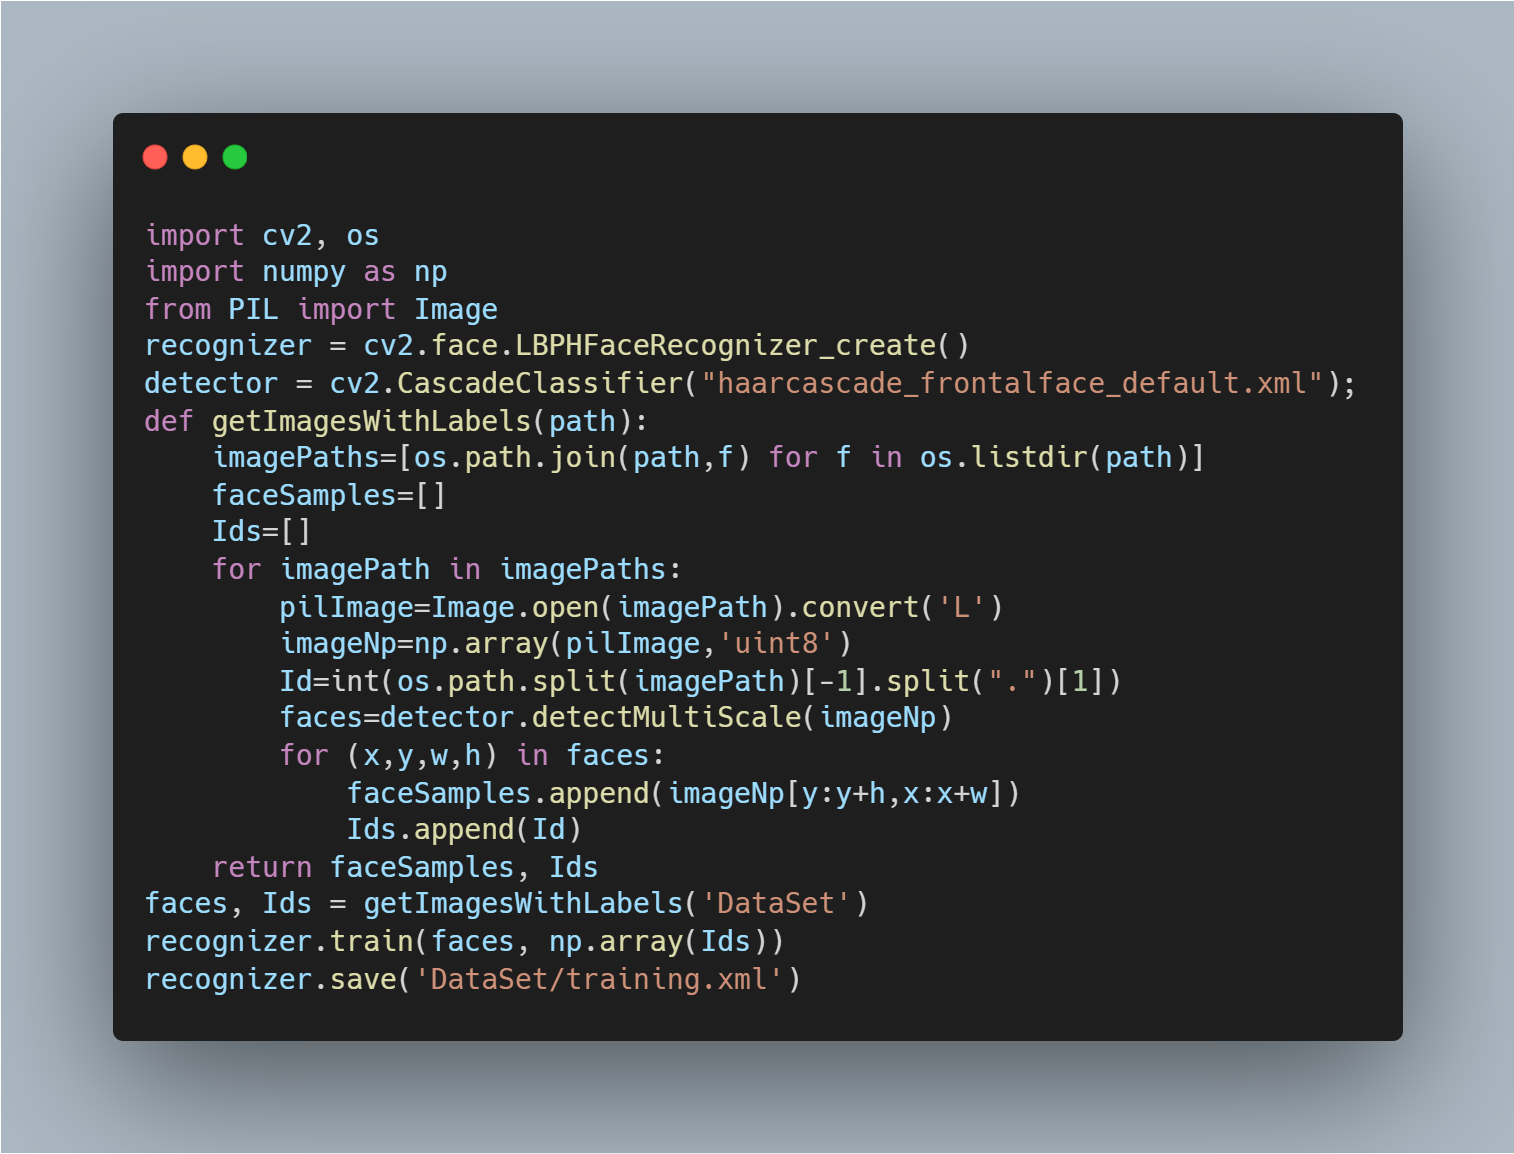 import cv2, os
import numpy as np
from PIL import Image
recognizer = cv2.face.LBPHFaceRecognizer_create()
detector = cv2.CascadeClassifier("haarcascade_frontalface_default.xml");
def getImagesWithLabels(path):
    imagePaths=[os.path.join(path,f) for f in os.listdir(path)]
    faceSamples=[]
    Ids=[]
    for imagePath in imagePaths:
        pilImage=Image.open(imagePath).convert('L')
        imageNp=np.array(pilImage,'uint8')
        Id=int(os.path.split(imagePath)[-1].split(".")[1])
        faces=detector.detectMultiScale(imageNp)
        for (x,y,w,h) in faces:
            faceSamples.append(imageNp[y:y+h,x:x+w])
            Ids.append(Id)
    return faceSamples, Ids
faces, Ids = getImagesWithLabels('DataSet')
recognizer.train(faces, np.array(Ids))
recognizer.save('DataSet/training.xml')